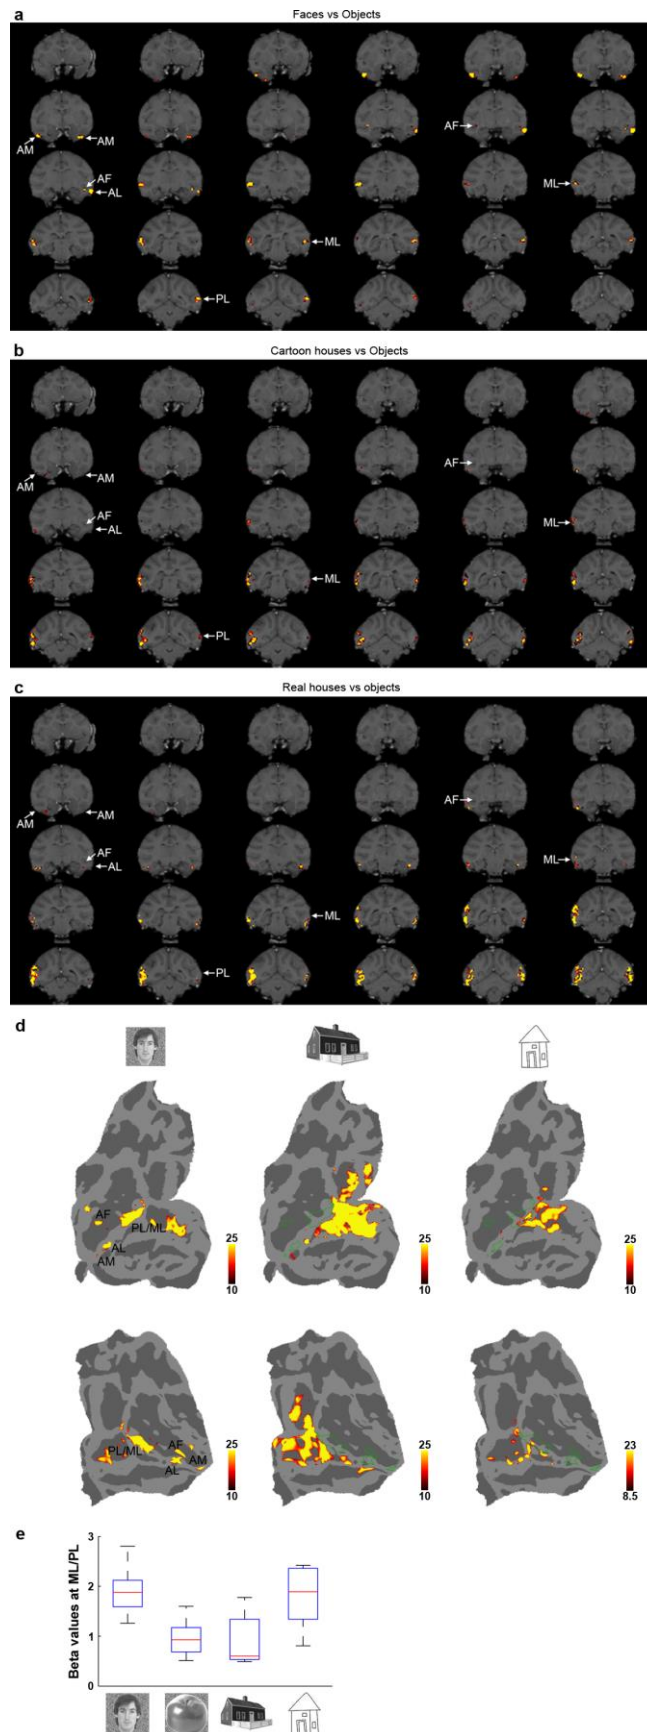 a
Faces vs Objects
AF
AM
AM
AF
AL
ML
ML
PL
b
Cartoon houses vs Objects
AF
AM
AM
AF
AL
ML
ML
PL
c
Real houses vs objects
AF
AM
AM
AF
AL
ML
ML
PL
d
AF
PL/ML
AL
AM
25
10
25
10
25
10
PL/ML
AF
AL
AM
25
10
25
10
23
8.5
e
Beta values at ML/PL
3
2
1
0